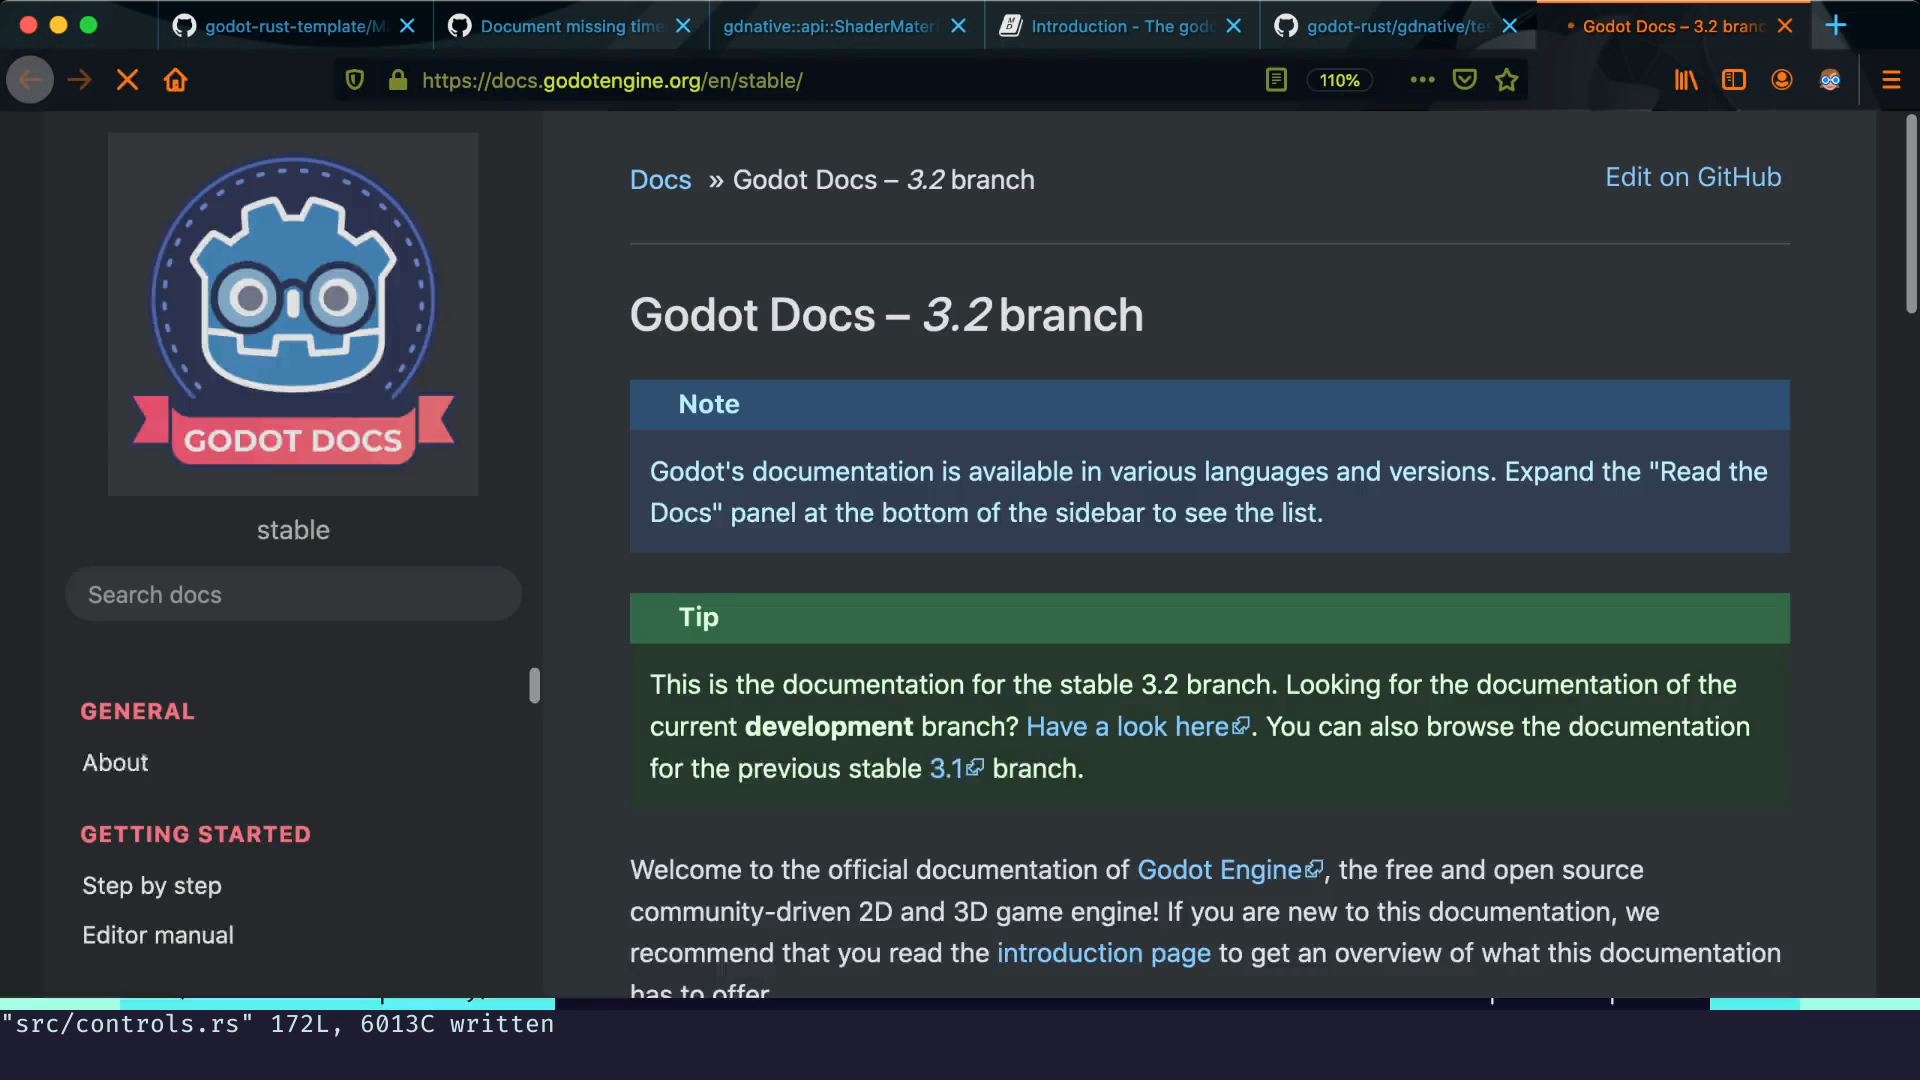 godot-rust-template/M
Document missing time
gdnative::api::ShaderMateri
Introduction - The godo
godot-rust/gdnative/tes
Godot Docs – 3.2 branc
https://docs.godotengine.org/en/stable/
110%
GODOT DOCS
stable
Search docs
GENERAL
About
GETTING STARTED
Step by step
Editor manual
Docs » Godot Docs – 3.2 branch
Edit on GitHub
Godot Docs – 3.2 branch
Note
Godot's documentation is available in various languages and versions. Expand the "Read the
Docs" panel at the bottom of the sidebar to see the list.
Tip
This is the documentation for the stable 3.2 branch. Looking for the documentation of the
current development branch? Have a look here. You can also browse the documentation
for the previous stable 3.1 branch.
Welcome to the official documentation of Godot Engine, the free and open source
community-driven 2D and 3D game engine! If you are new to this documentation, we
recommend that you read the introduction page to get an overview of what this documentation
has to offer.
"src/controls.rs" 172L, 6013C written